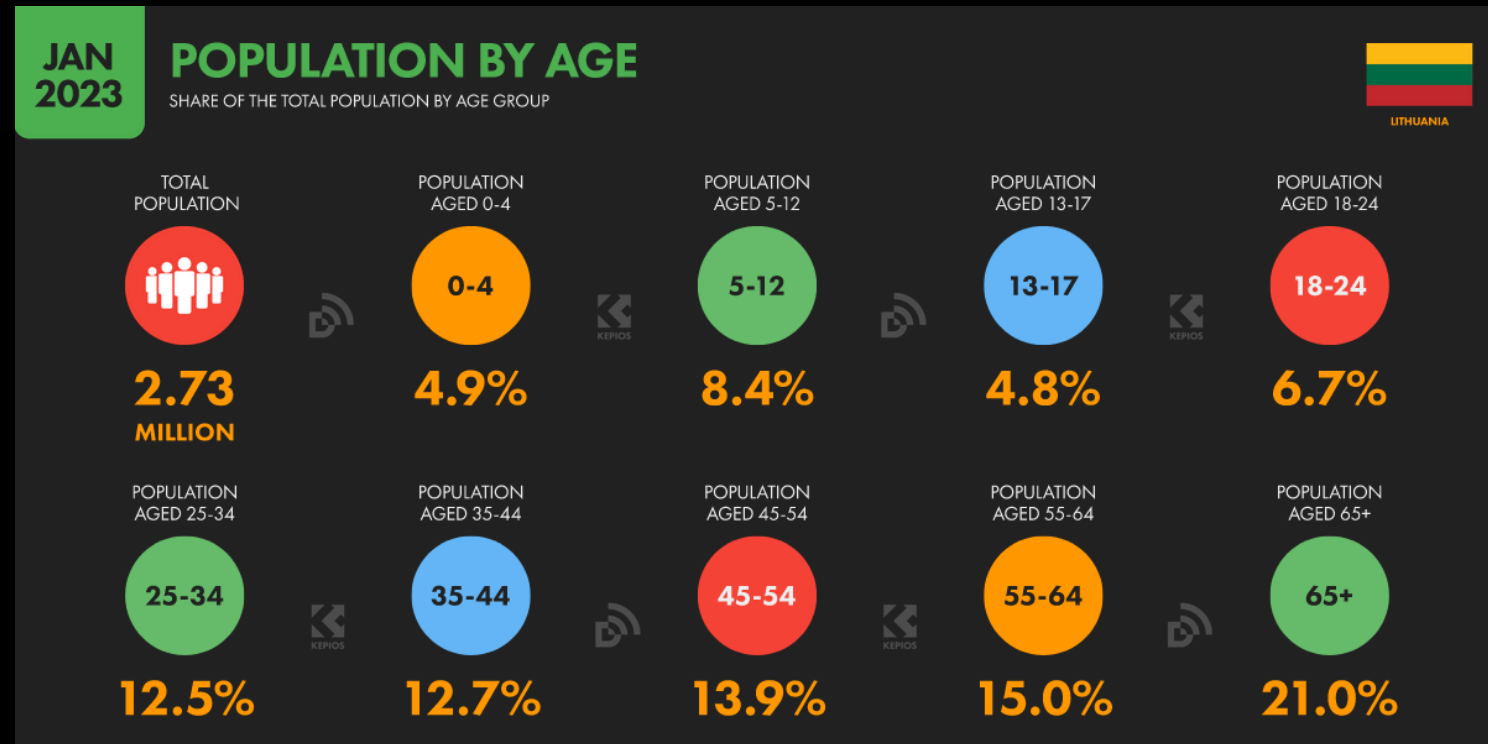 JAN
2023
POPULATION BY AGE
SHARE OF THE TOTAL POPULATION BY AGE GROUP
LITHUANIA
TOTAL
POPULATION
2.73
MILLION
POPULATION
AGED 0-4
0-4
4.9%
KEPIOS
POPULATION
AGED 5-12
5-12
8.4%
POPULATION
AGED 13-17
13-17
4.8%
KEPIOS
POPULATION
AGED 18-24
18-24
6.7%
POPULATION
AGED 25-34
25-34
12.5%
KEPIOS
POPULATION
AGED 35-44
35-44
12.7%
POPULATION
AGED 45-54
45-54
13.9%
KEPIOS
POPULATION
AGED 55-64
55-64
15.0%
POPULATION
AGED 65+
65+
21.0%